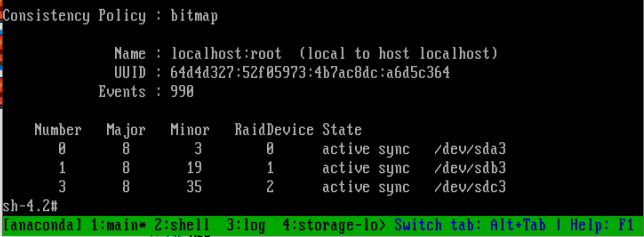 Consistency Policy : bitmap
Name : localhost:root (local to host localhost)
UUID : 64d4d327:52f05973:4b7ac8dc:a6d5c364
Events : 990
Number Major Minor RaidDevice State
0 8 3 0 active sync /dev/sda3
1 8 19 1 active sync /dev/sdb3
3 8 35 2 active sync /dev/sdc3
sh-4.2#
[anaconda] 1:main* 2:shell 3:log 4:storage-lo> Switch tab: Alt+Tab | Help: F1